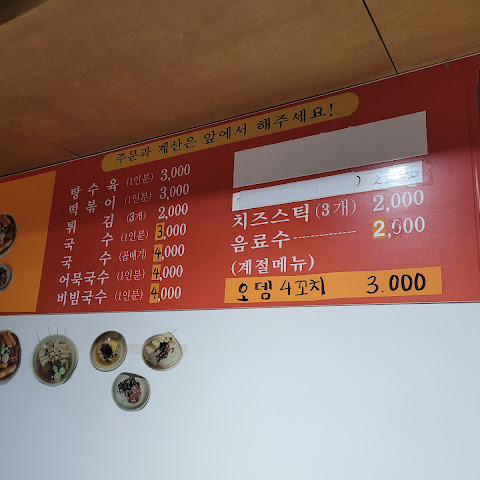 주문과 계산은 앞에서 해주세요!
탕수육 (1인분) 3,000
떡볶이 (1인분) 3,000
튀김 (3개) 2,000
국수 (1인분) 3,000
국수 (곱빼기) 4,000
어묵국수 (1인분) 4,000
비빔국수 (1인분) 4,000
치즈스틱 (3개) 2,000
음료수 -------------- 2,000
(계절메뉴)
오뎅 4꼬치 3.000